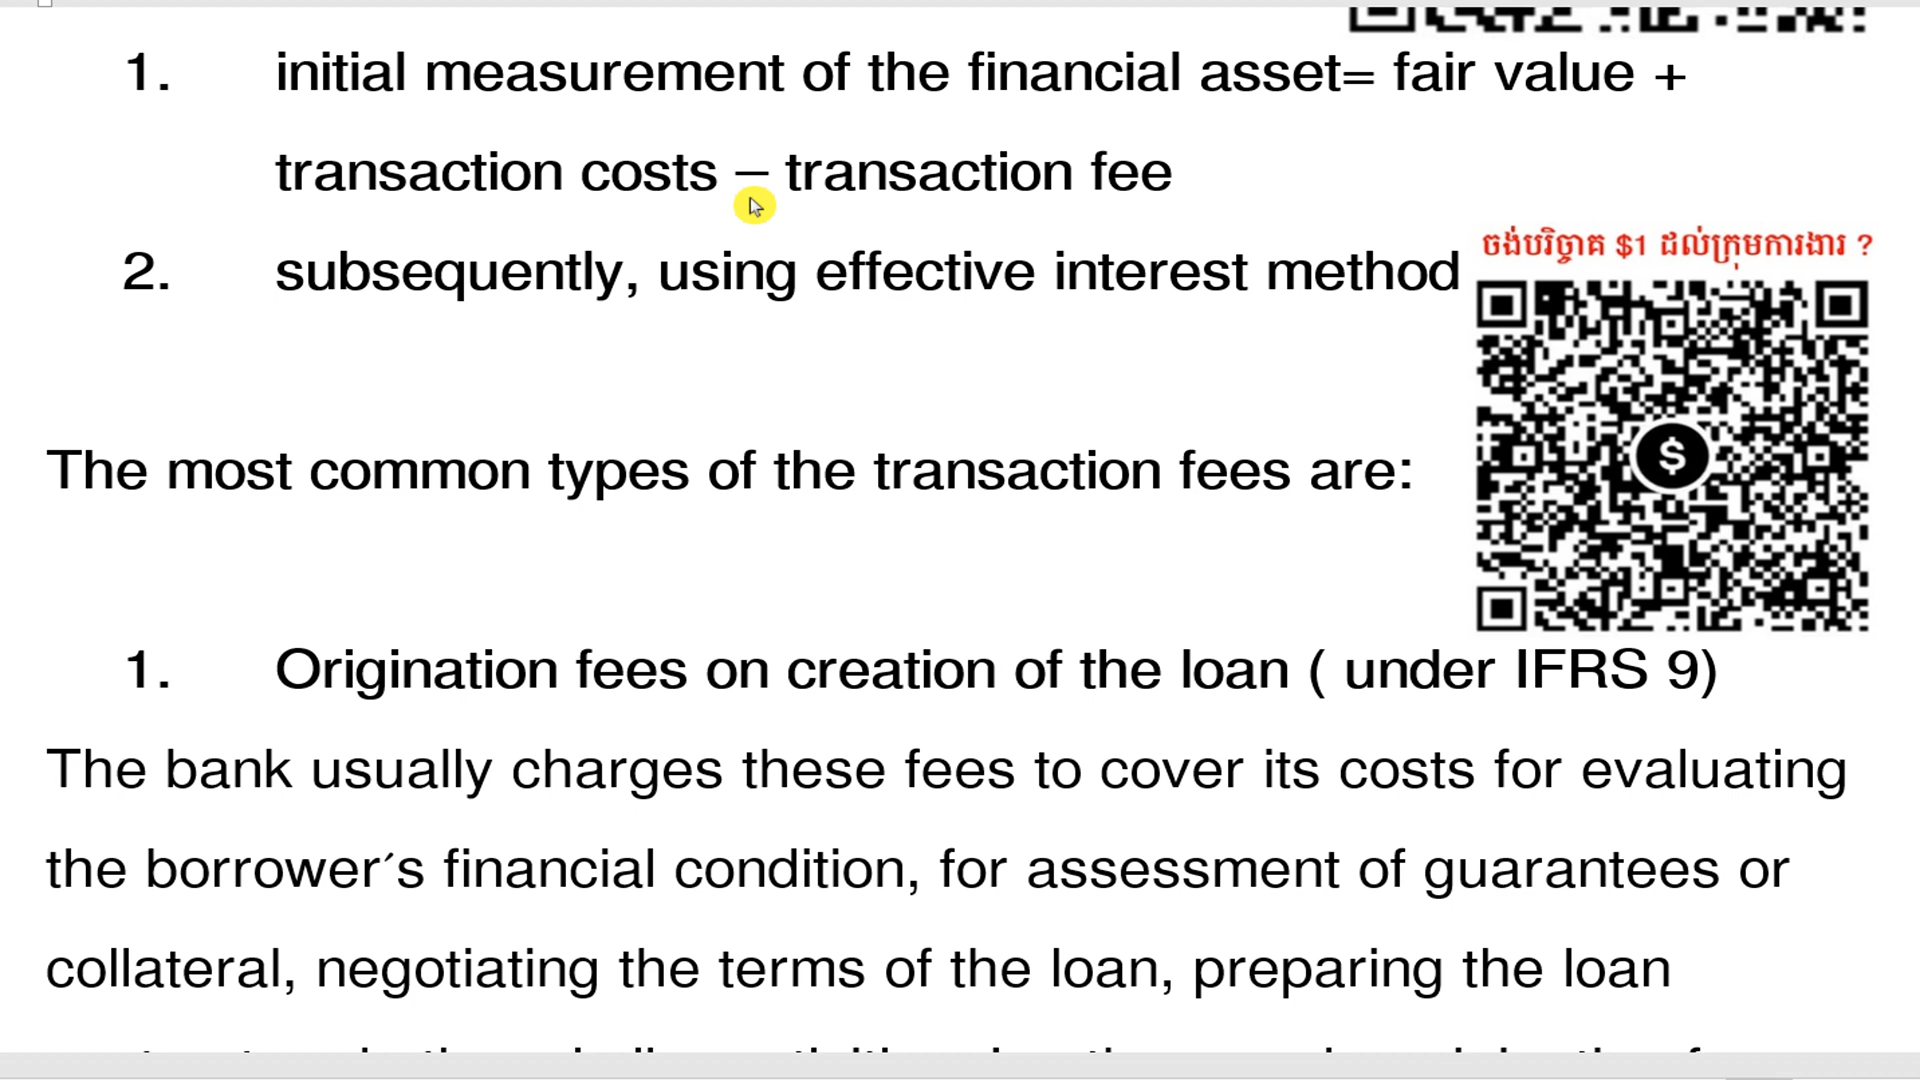 1. initial measurement of the financial asset= fair value +
transaction costs – transaction fee
ចង់បរិច្ចាគ $1 ដល់ក្រុមការងារ ?
2. subsequently, using effective interest method
$
The most common types of the transaction fees are:
1. Origination fees on creation of the loan ( under IFRS 9)
The bank usually charges these fees to cover its costs for evaluating
the borrower´s financial condition, for assessment of guarantees or
collateral, negotiating the terms of the loan, preparing the loan